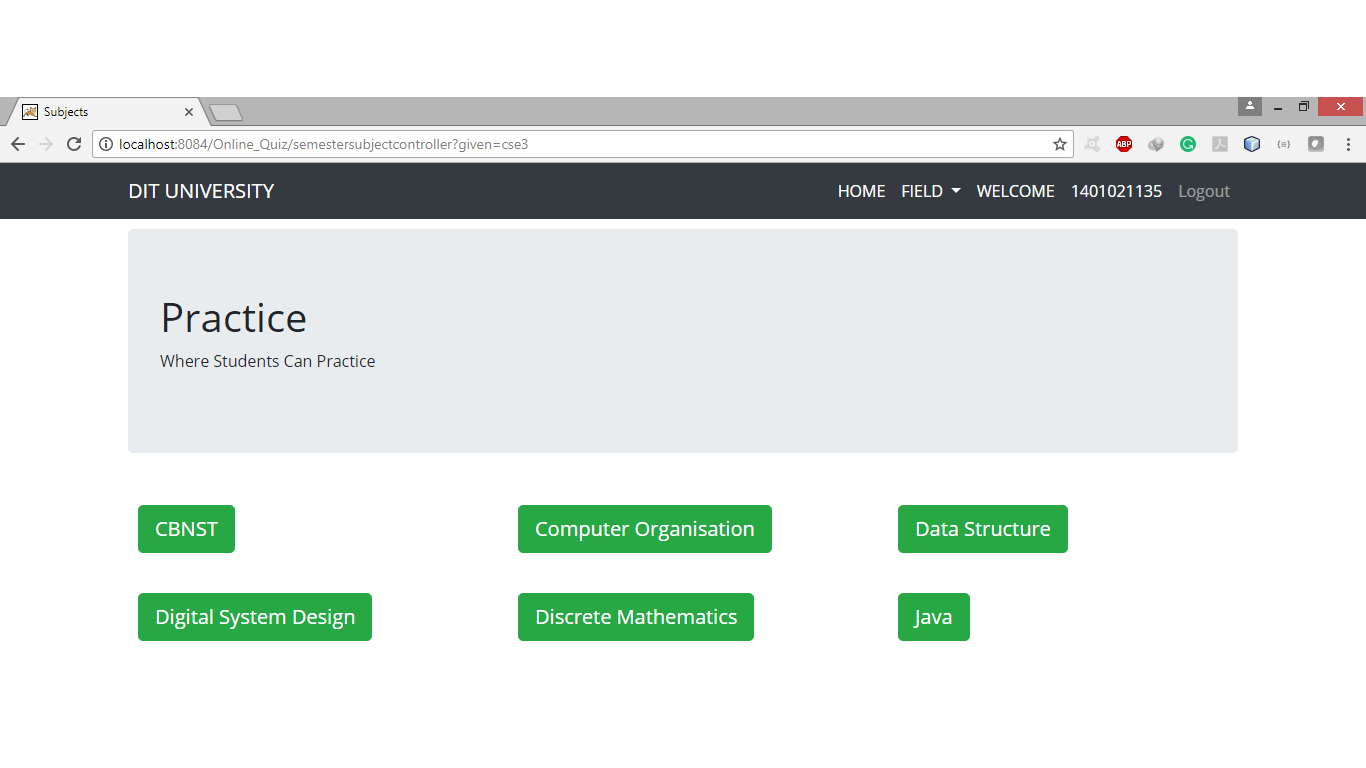 Subjects
localhost:8084/Online_Quiz/semestersubjectcontroller?given=cse3
ABP
DIT UNIVERSITY HOME FIELD WELCOME 1401021135 Logout
Practice
Where Students Can Practice
CBNST Computer Organisation Data Structure
Digital System Design Discrete Mathematics Java